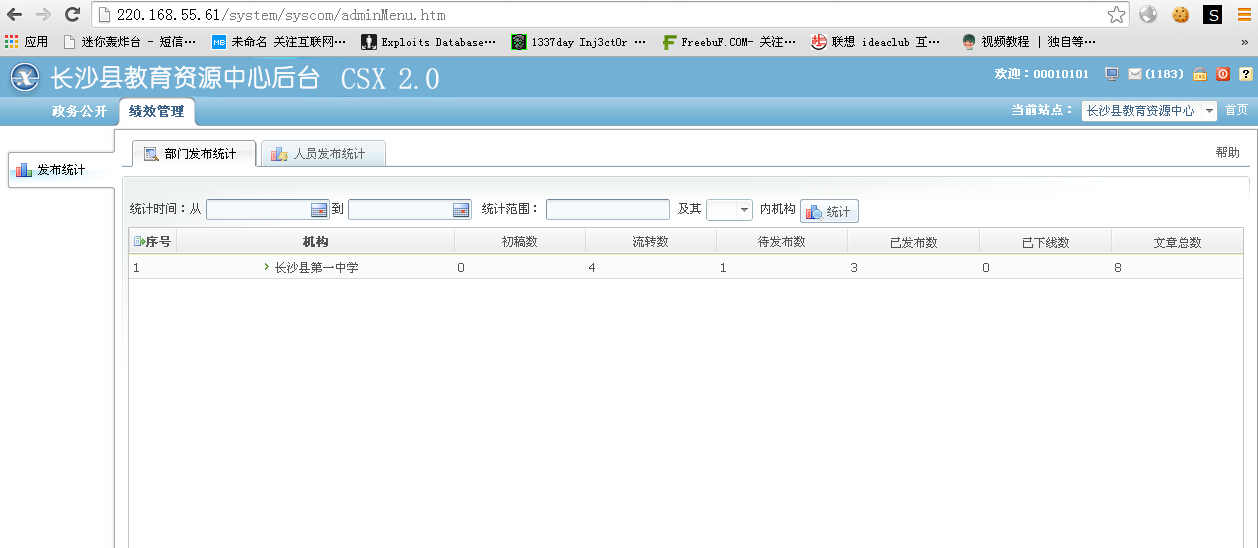 220.168.55.61/system/syscom/adminMenu.htm
应用 迷你轰炸台 - 短信… 未命名 关注互联网… Exploits Database… 1337day Inj3ct0r … FreebuF.COM- 关注… 联想 ideaclub 互… 视频教程 | 独自等… »
长沙县教育资源中心后台 CSX 2.0 欢迎：00010101 (1183)
政务公开 绩效管理 当前站点： 长沙县教育资源中心 首页
部门发布统计 人员发布统计 帮助
发布统计
统计时间：从 到 统计范围： 及其 内机构 统计
序号 机构 初稿数 流转数 待发布数 已发布数 已下线数 文章总数
1 长沙县第一中学 0 4 1 3 0 8